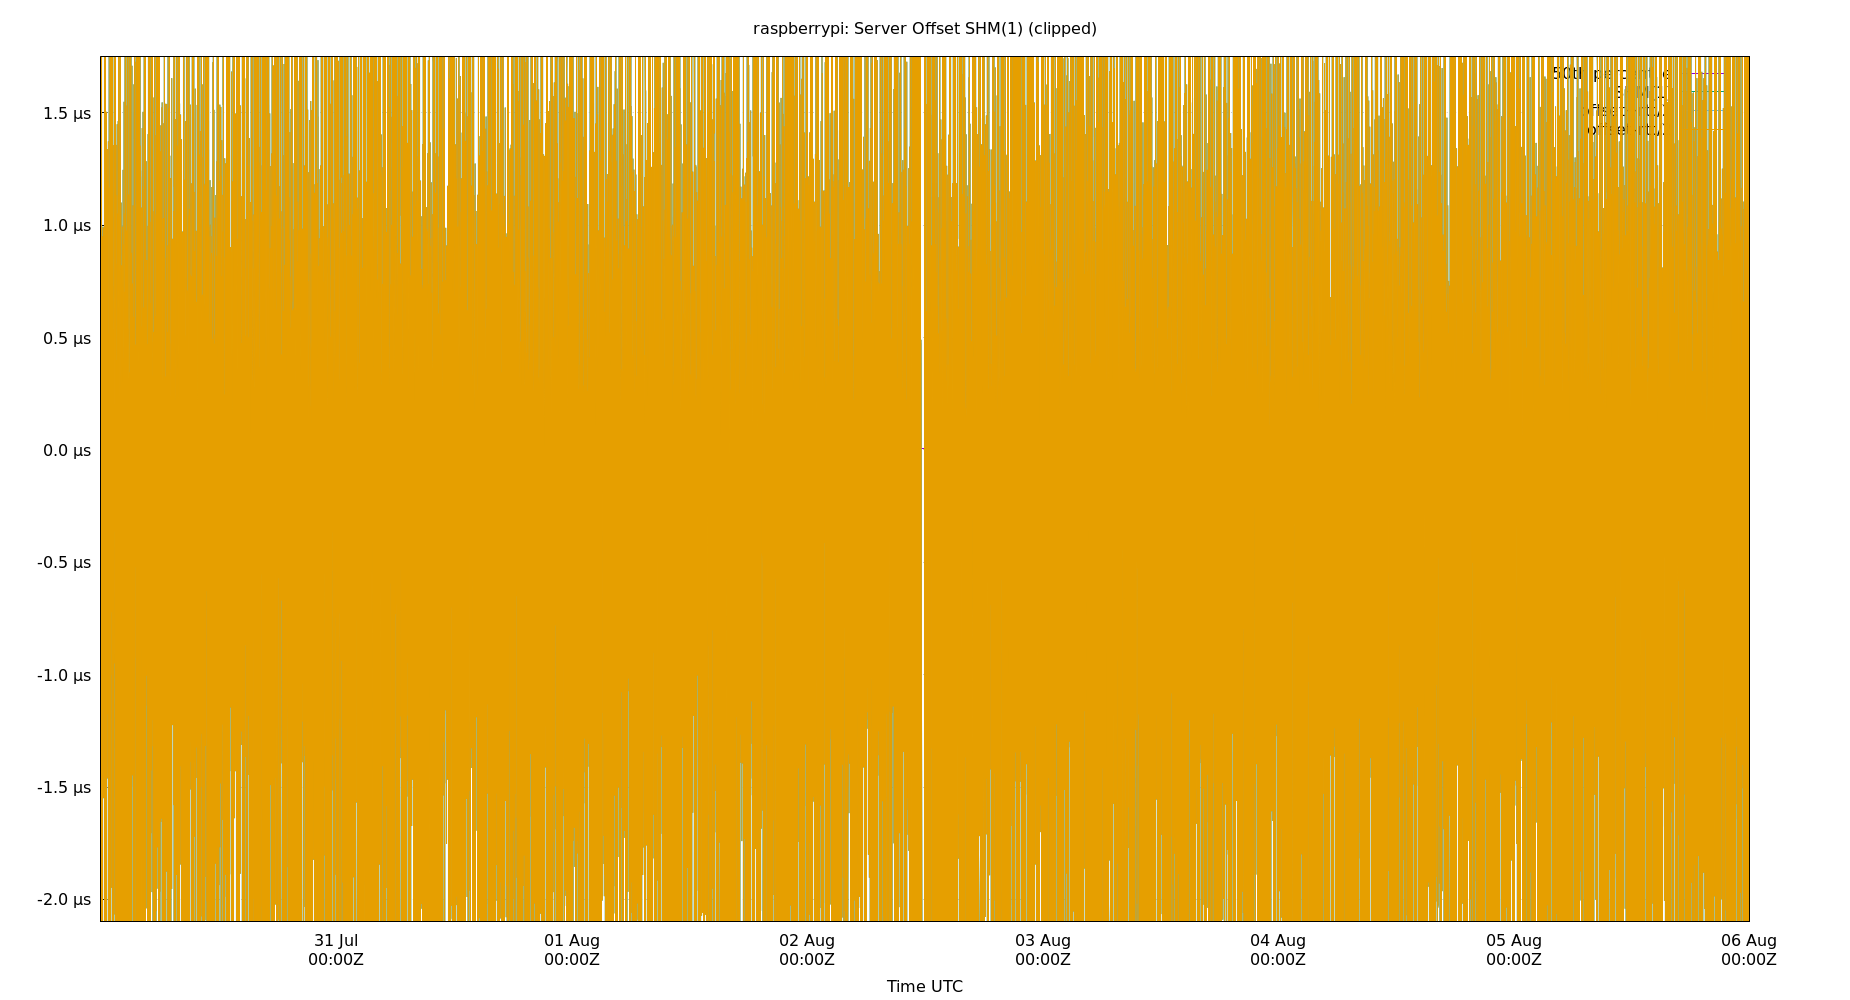 raspberrypi: Server Offset SHM(1) (clipped)
1.5 µs
1.0 µs
0.5 µs
0.0 µs
-0.5 µs
-1.0 µs
-1.5 µs
-2.0 µs
31 Jul 01 Aug 02 Aug 03 Aug 04 Aug 05 Aug 06 Aug
00:00Z 00:00Z 00:00Z 00:00Z 00:00Z 00:00Z 00:00Z
Time UTC